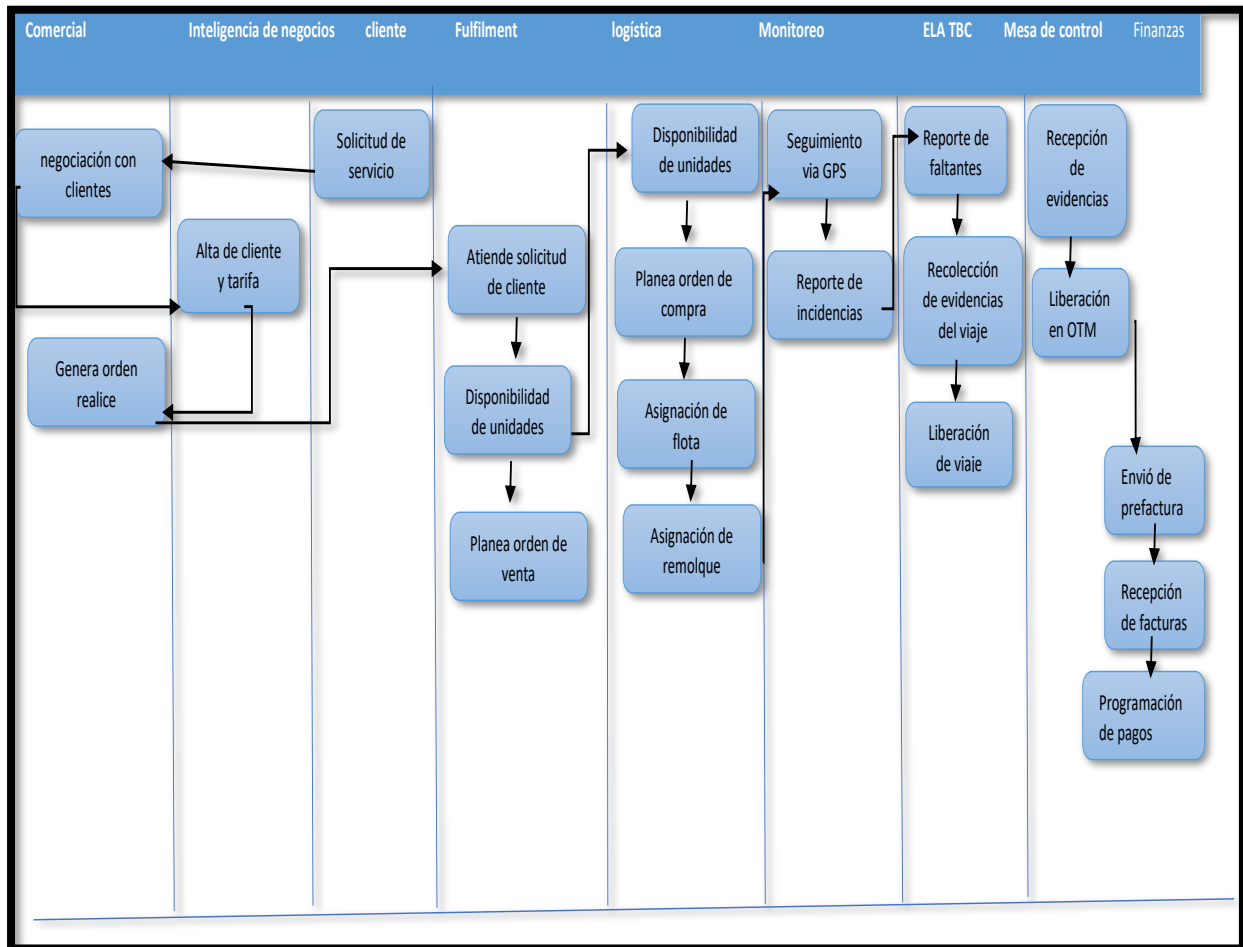 Comercial
Inteligencia de negocios
cliente
Fulfilment
logística
Monitoreo
ELA TBC
Mesa de control
Finanzas
negociación con
clientes
Genera orden
realice
Alta de cliente
y tarifa
Solicitud de
servicio
Atiende solicitud
de cliente
Disponibilidad
de unidades
Planea orden de
venta
Disponibilidad
de unidades
Planea orden de
compra
Asignación de
flota
Asignación de
remolque
Seguimiento
via GPS
Reporte de
incidencias
Reporte de
faltantes
Recolección
de evidencias
del viaje
Liberación
de viaje
Recepción
de
evidencias
Liberación
en OTM
Envió de
prefactura
Recepción
de facturas
Programación
de pagos